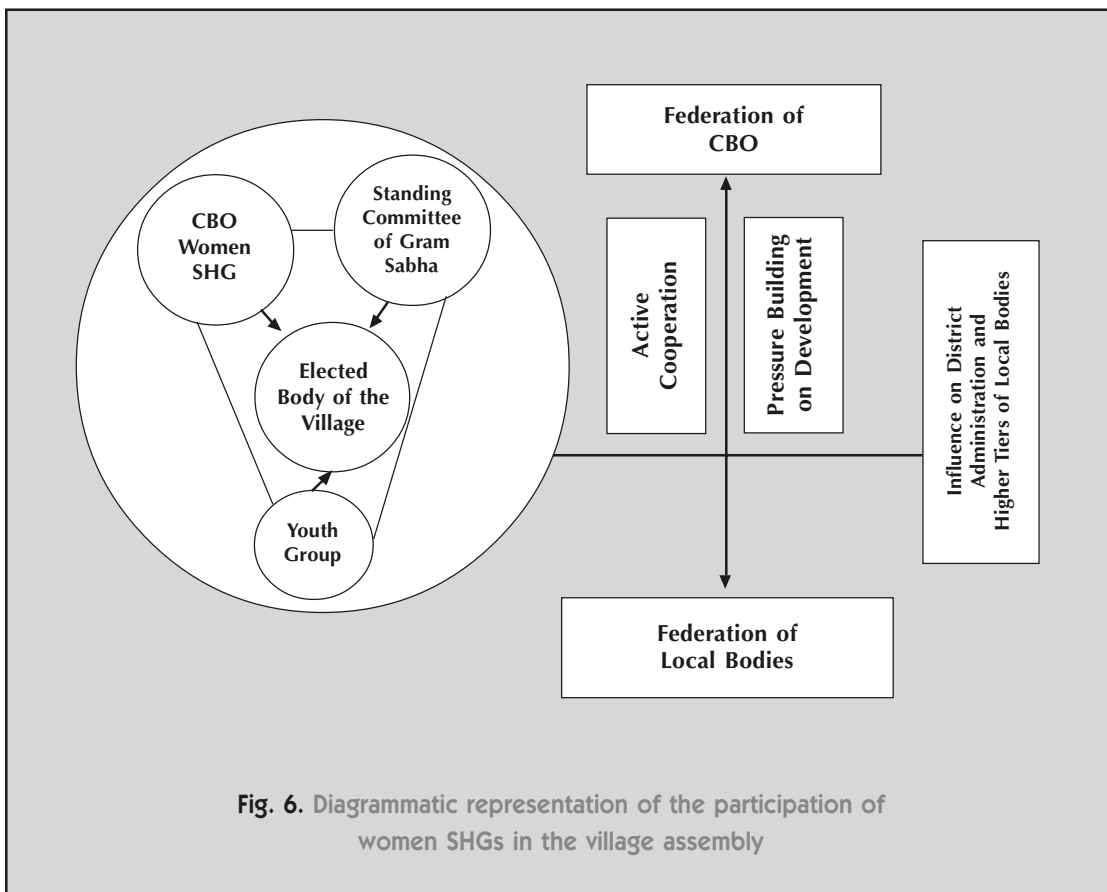 CBO
Women
SHG
Standing
Committee
of Gram
Sabha
Elected
Body of the
Village
Youth
Group
Federation of
CBO
Active
Cooperation
Pressure Building
on Development
Influence on District
Administration and
Higher Tiers of Local Bodies
Federation of
Local Bodies
Fig. 6. Diagrammatic representation of the participation of
women SHGs in the village assembly